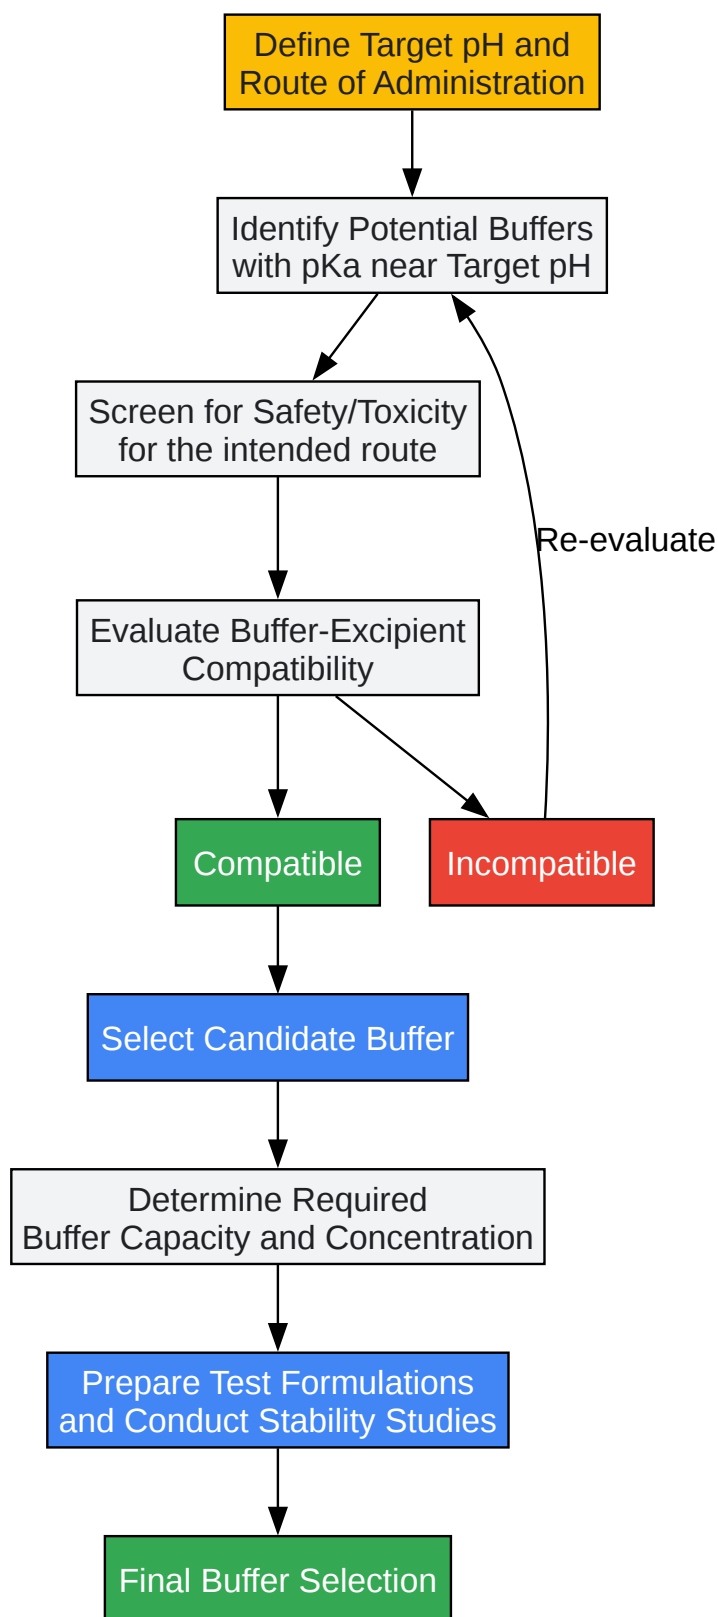 Define Target pH and
Route of Administration
Identify Potential Buffers
with pKa near Target pH
Screen for Safety/Toxicity
for the intended route
Re-evaluate
Evaluate Buffer-Excipient
Compatibility
Compatible
Incompatible
Select Candidate Buffer
Determine Required
Buffer Capacity and Concentration
Prepare Test Formulations
and Conduct Stability Studies
Final Buffer Selection